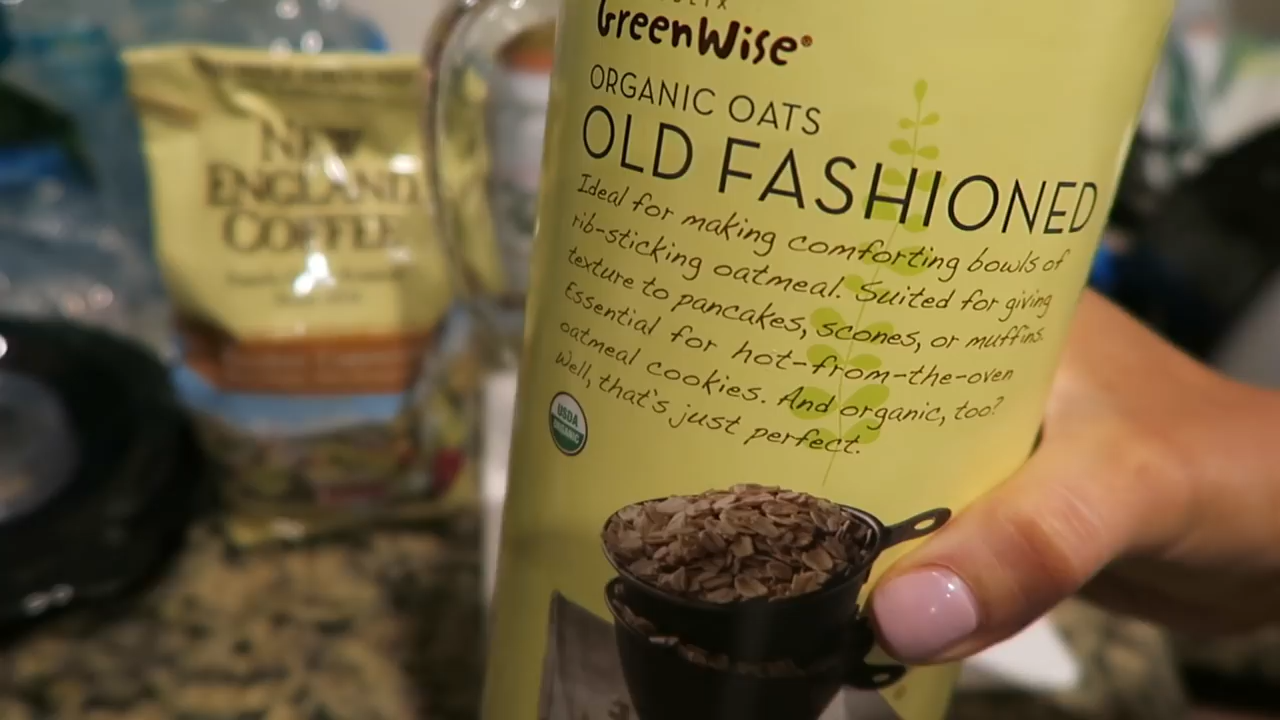 GreenWise
ORGANIC OATS
OLD FASHIONED
Ideal for making comforting bowls of
rib-sticking oatmeal. Suited for giving
texture to pancakes, scones, or muffins.
Essential for hot-from-the-oven
oatmeal cookies. And organic, too?
Well, that's just perfect.
USDA
ORGANIC
NEW
ENGLAND
COFFEE